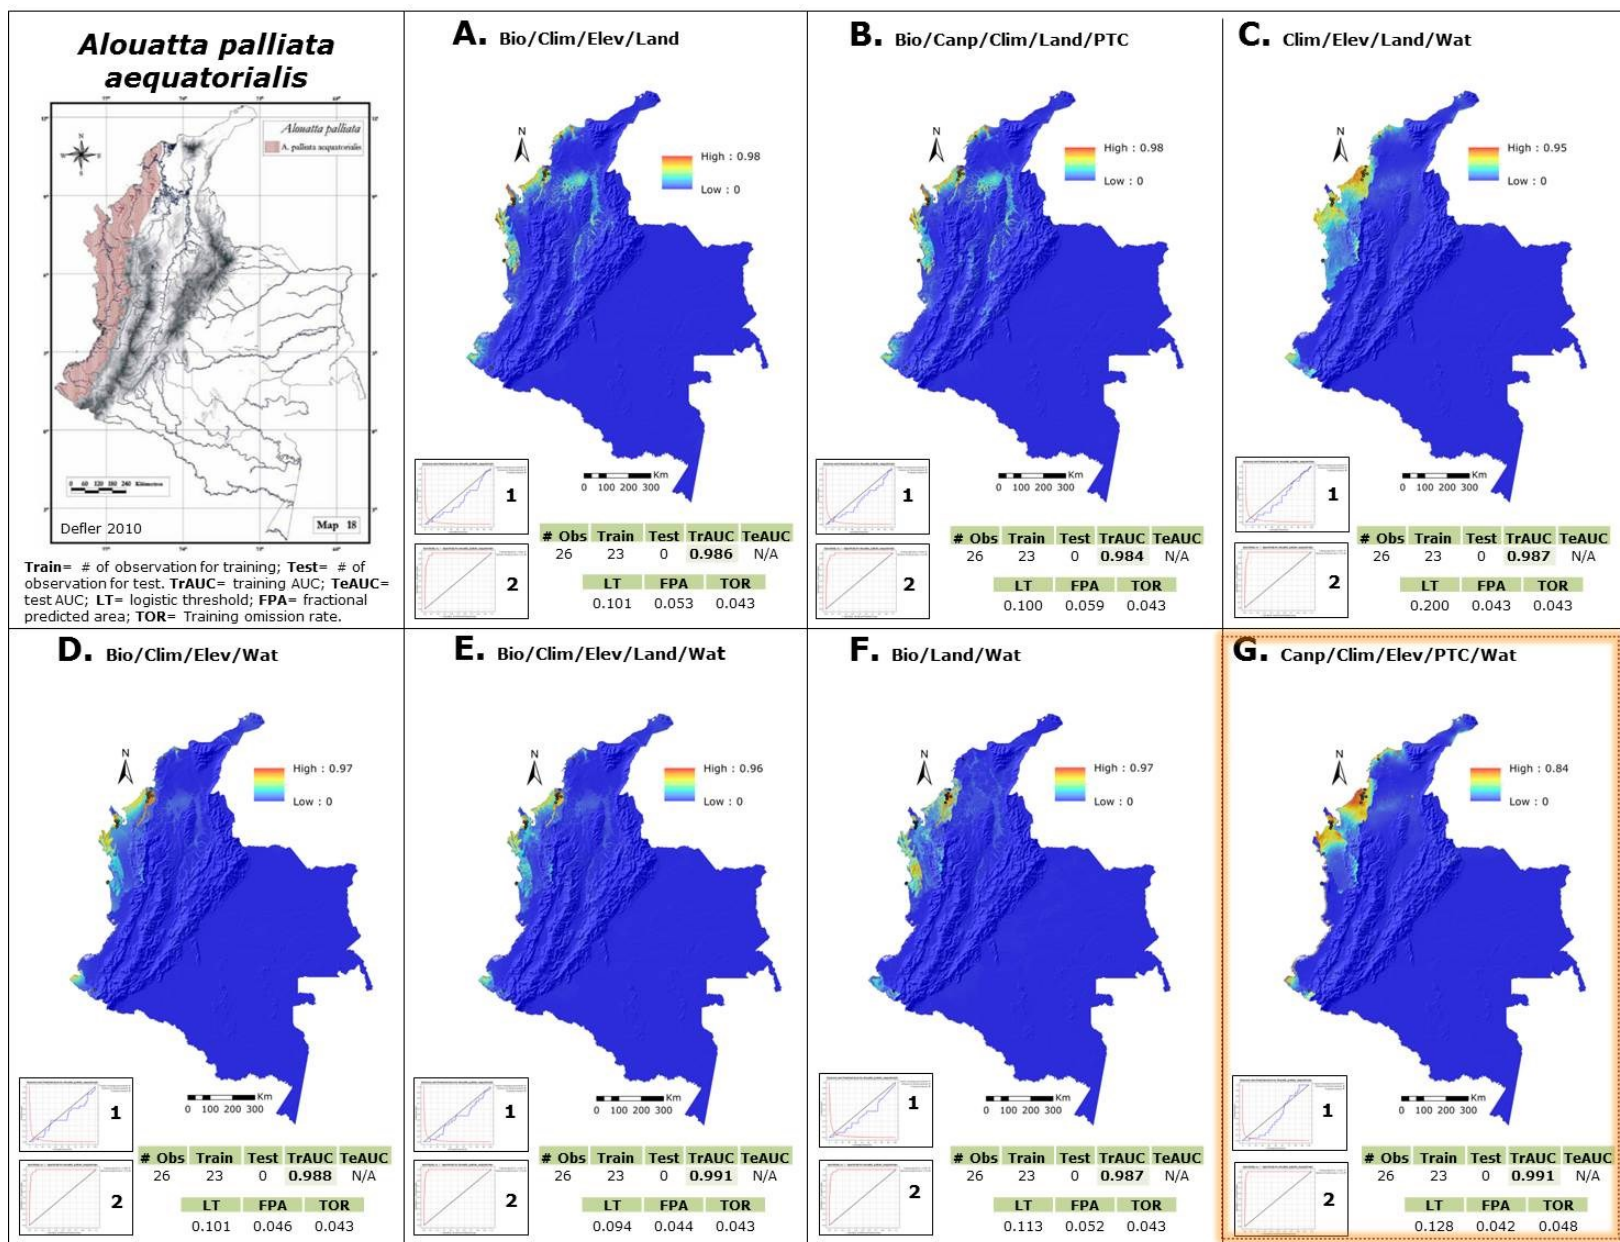 Alouatta palliata
aequatorialis
Alouatta palliata
A. palliata aequatorialis
N
0 60 120 180 240 Kilómetros
Defler 2010
Map 18
Train= # of observation for training; Test= # of
observation for test. TrAUC= training AUC; TeAUC=
test AUC; LT= logistic threshold; FPA= fractional
predicted area; TOR= Training omission rate.
A. Bio/Clim/Elev/Land
N
High : 0.98
Low : 0
Km
0 100 200 300
1
2
# Obs Train Test TrAUC TeAUC
26 23 0 0.986 N/A
LT FPA TOR
0.101 0.053 0.043
B. Bio/Canp/Clim/Land/PTC
N
High : 0.98
Low : 0
Km
0 100 200 300
1
2
# Obs Train Test TrAUC TeAUC
26 23 0 0.984 N/A
LT FPA TOR
0.100 0.059 0.043
C. Clim/Elev/Land/Wat
N
High : 0.95
Low : 0
Km
0 100 200 300
1
2
# Obs Train Test TrAUC TeAUC
26 23 0 0.987 N/A
LT FPA TOR
0.200 0.043 0.043
D. Bio/Clim/Elev/Wat
N
High : 0.97
Low : 0
Km
0 100 200 300
1
2
# Obs Train Test TrAUC TeAUC
26 23 0 0.988 N/A
LT FPA TOR
0.101 0.046 0.043
E. Bio/Clim/Elev/Land/Wat
N
High : 0.96
Low : 0
Km
0 100 200 300
1
2
# Obs Train Test TrAUC TeAUC
26 23 0 0.991 N/A
LT FPA TOR
0.094 0.044 0.043
F. Bio/Land/Wat
N
High : 0.97
Low : 0
Km
0 100 200 300
1
2
# Obs Train Test TrAUC TeAUC
26 23 0 0.987 N/A
LT FPA TOR
0.113 0.052 0.043
G. Canp/Clim/Elev/PTC/Wat
N
High : 0.84
Low : 0
Km
0 100 200 300
1
2
# Obs Train Test TrAUC TeAUC
26 23 0 0.991 N/A
LT FPA TOR
0.128 0.042 0.048